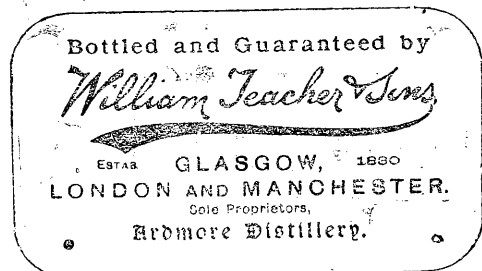 Bottled and Guaranteed by
William Teacher & Sons
ESTAB. GLASGOW, 1830
LONDON AND MANCHESTER.
Sole Proprietors,
Ardmore Distillery.